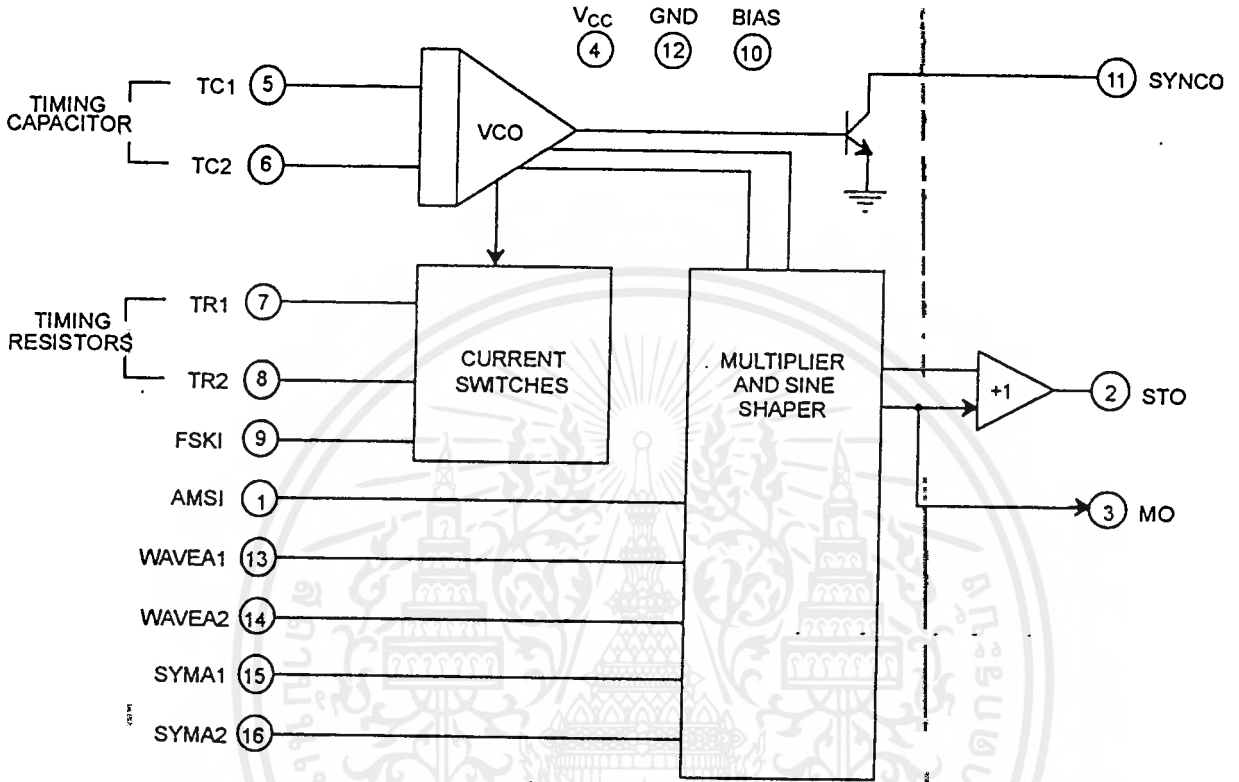 VCC GND BIAS
4 12 10
TIMING CAPACITOR
TC1 5
TC2 6
VCO
11 SYNCO
TIMING RESISTORS
TR1 7
TR2 8
FSKI 9
CURRENT SWITCHES
MULTIPLIER AND SINE SHAPER
+1
2 STO
3 MO
AMSI 1
WAVEA1 13
WAVEA2 14
SYMA1 15
SYMA2 16